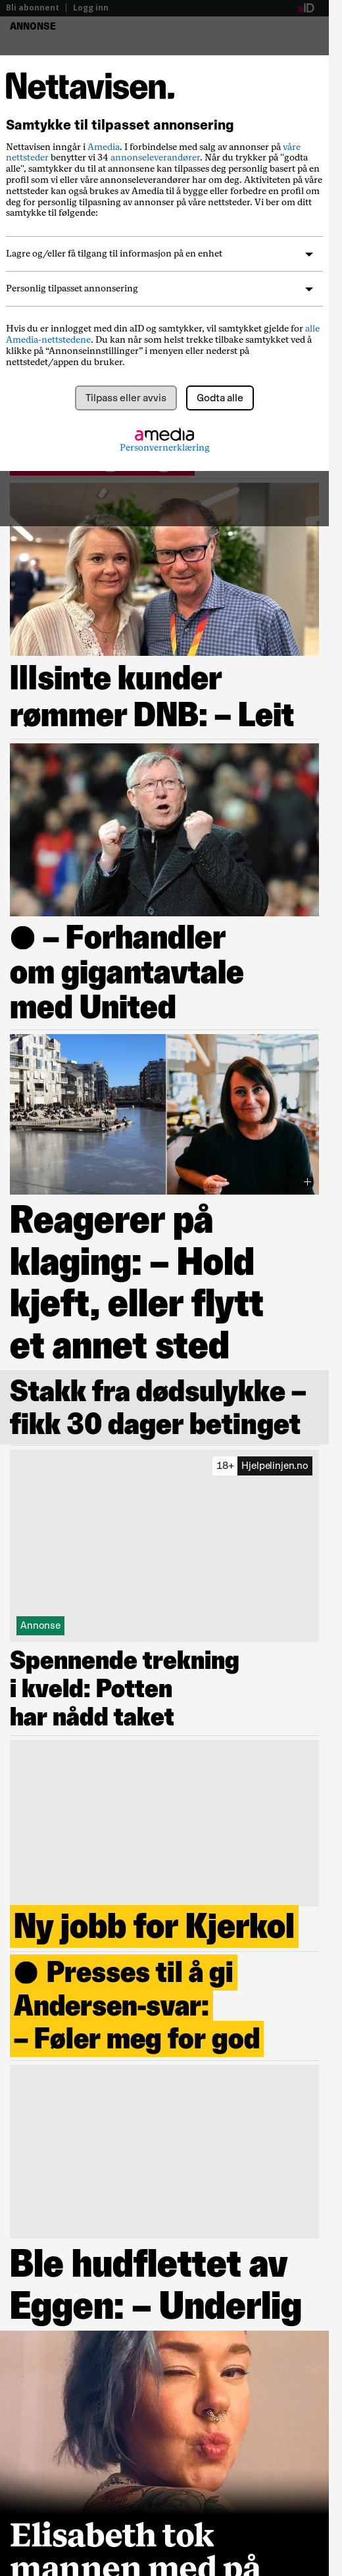 Bli abonnent | Logg inn
aID
ANNONSE
Nettavisen.
Samtykke til tilpasset annonsering
Nettavisen inngår i Amedia. I forbindelse med salg av annonser på våre
nettsteder benytter vi 34 annonseleverandører. Når du trykker på "godta
alle", samtykker du til at annonsene kan tilpasses deg personlig basert på en
profil som vi eller våre annonseleverandører har om deg. Aktiviteten på våre
nettsteder kan også brukes av Amedia til å bygge eller forbedre en profil om
deg for personlig tilpasning av annonser på våre nettsteder. Vi ber om ditt
samtykke til følgende:
Lagre og/eller få tilgang til informasjon på en enhet
Personlig tilpasset annonsering
Hvis du er innlogget med din aID og samtykker, vil samtykket gjelde for alle
Amedia-nettstedene. Du kan når som helst trekke tilbake samtykket ved å
klikke på “Annonseinnstillinger” i menyen eller nederst på
nettstedet/appen du bruker.
Tilpass eller avvis
Godta alle
amedia
Personvernerklæring
Illsinte kunder
rømmer DNB: – Leit
– Forhandler
om gigantavtale
med United
Reagerer på
klaging: – Hold
kjeft, eller flytt
et annet sted
Stakk fra dødsulykke –
fikk 30 dager betinget
18+ Hjelpelinjen.no
Annonse
Spennende trekning
i kveld: Potten
har nådd taket
Ny jobb for Kjerkol
Presses til å gi
Andersen-svar:
– Føler meg for god
Ble hudflettet av
Eggen: – Underlig
Elisabeth tok
mannen med på